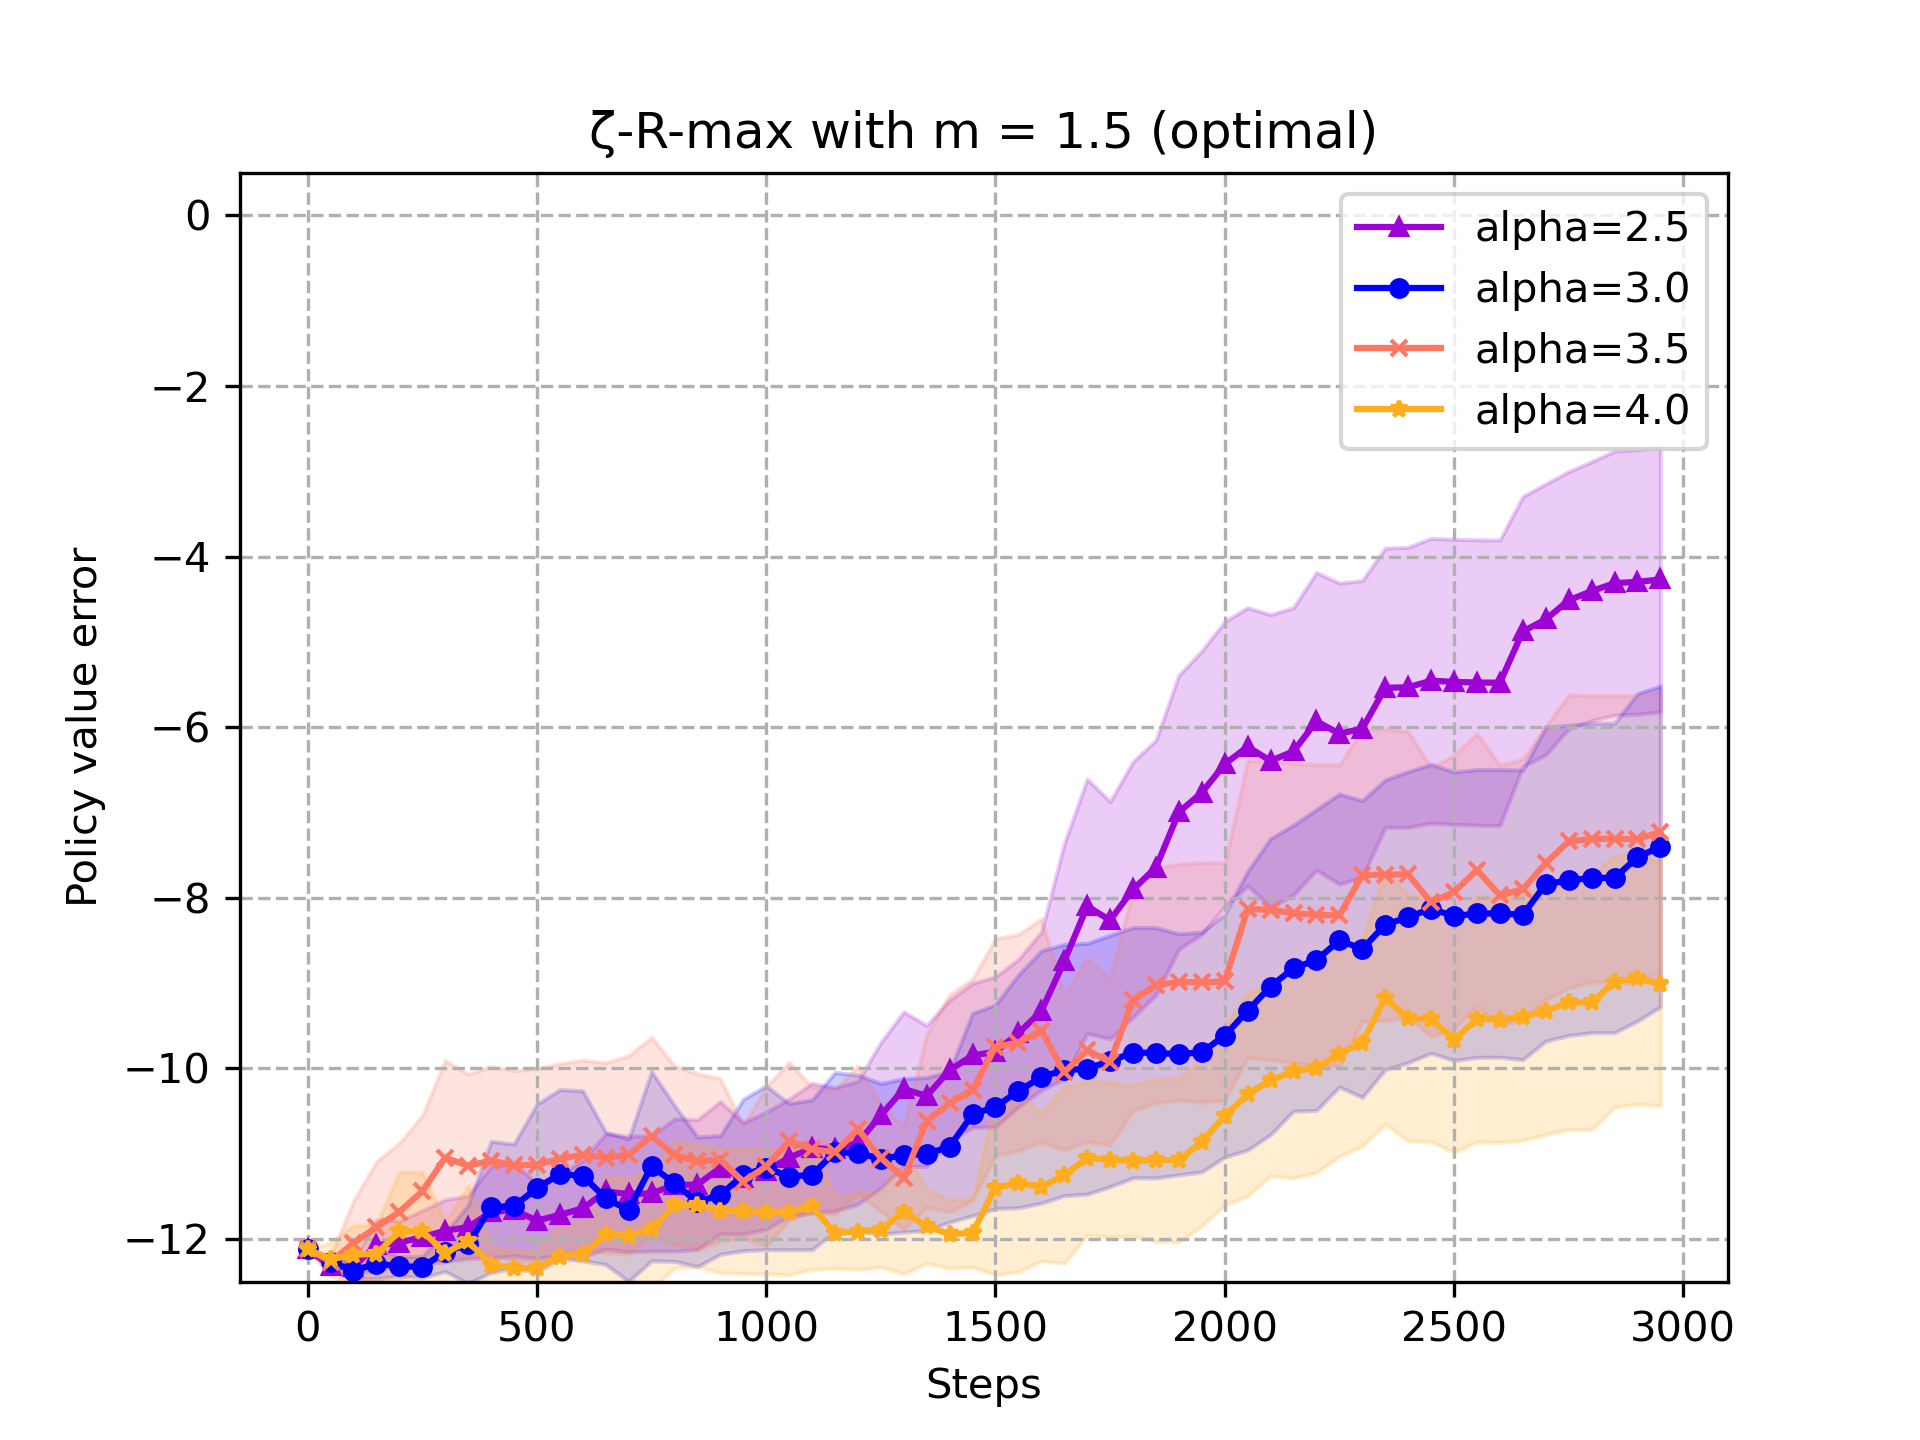 ζ-R-max with m = 1.5 (optimal)
0
−2
−4
−6
−8
−10
−12
Policy value error
alpha=2.5
alpha=3.0
alpha=3.5
alpha=4.0
0 500 1000 1500 2000 2500 3000
Steps